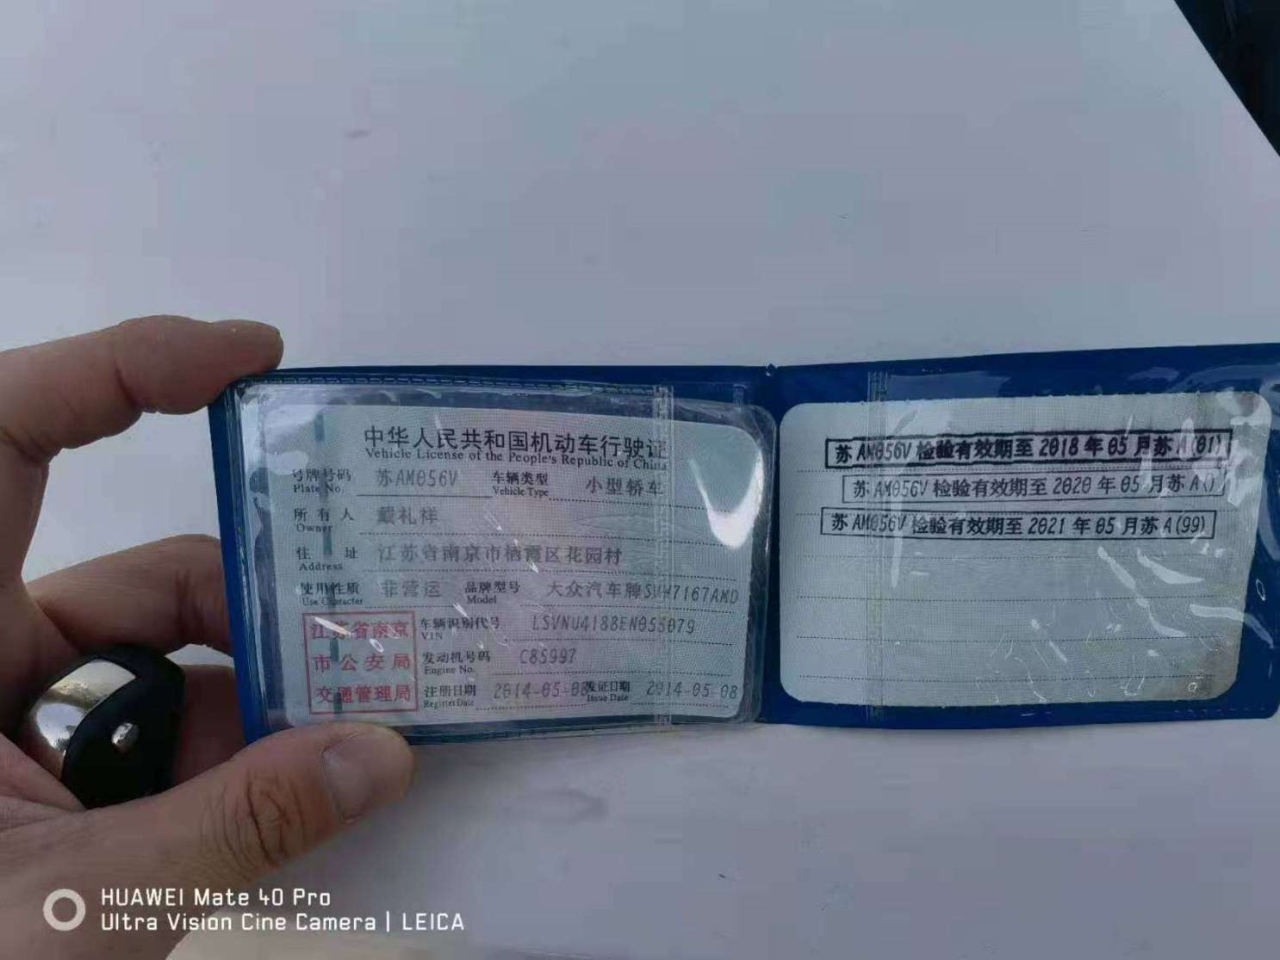 中华人民共和国机动车行驶证
Vehicle License of the People's Republic of China
号牌号码 苏AM056V 车辆类型 小型轿车
Plate No. Vehicle Type
所有人 戴礼祥
Owner
住址 江苏省南京市栖霞区花园村
Address
使用性质 非营运 品牌型号 大众汽车牌SVW7167AMD
Use Character Model
江苏省南京
市公安局
交通管理局
车辆识别代号 LSVNU4188EN055079
VIN
发动机号码 C85997
Engine No.
注册日期 2014-05-08 发证日期 2014-05-08
Register Date Issue Date
苏AM056V 检验有效期至 2018 年 05 月苏A(01)
苏AM056V 检验有效期至 2020 年 05 月苏A()
苏AM056V 检验有效期至 2021 年 05 月苏A(99)
HUAWEI Mate 40 Pro
Ultra Vision Cine Camera | LEICA